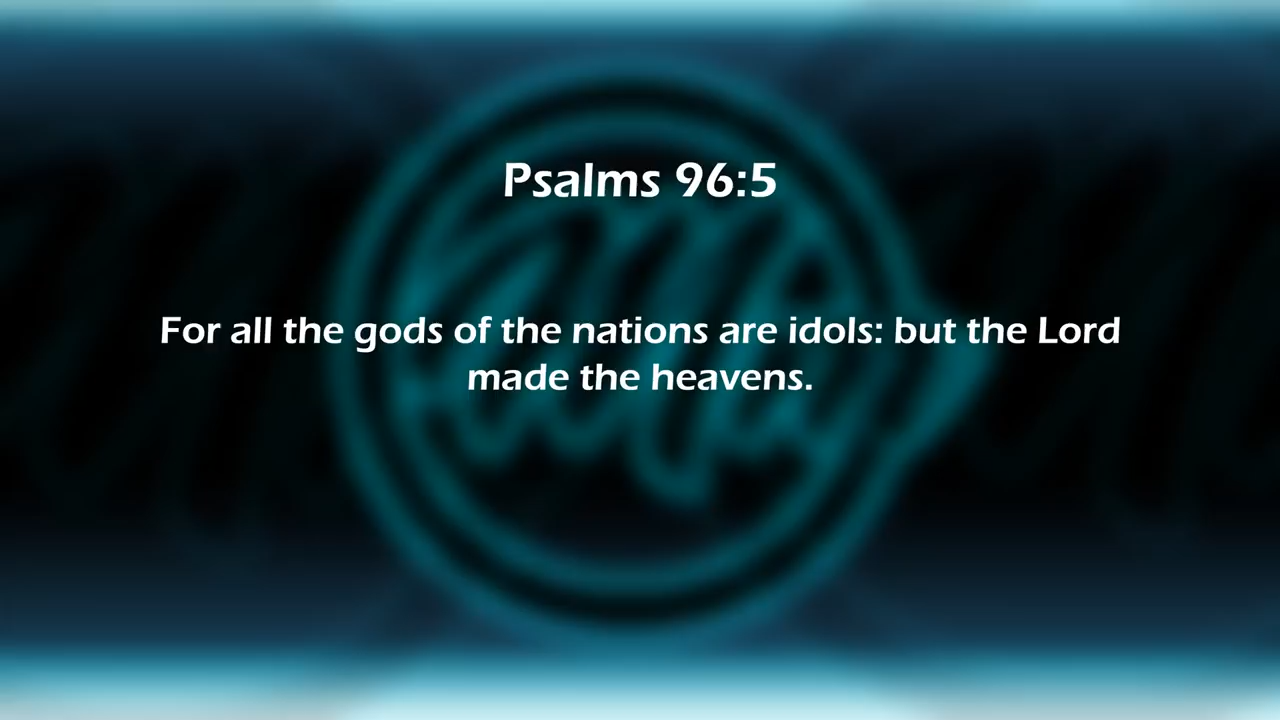 Psalms 96:5
For all the gods of the nations are idols: but the Lord
made the heavens.